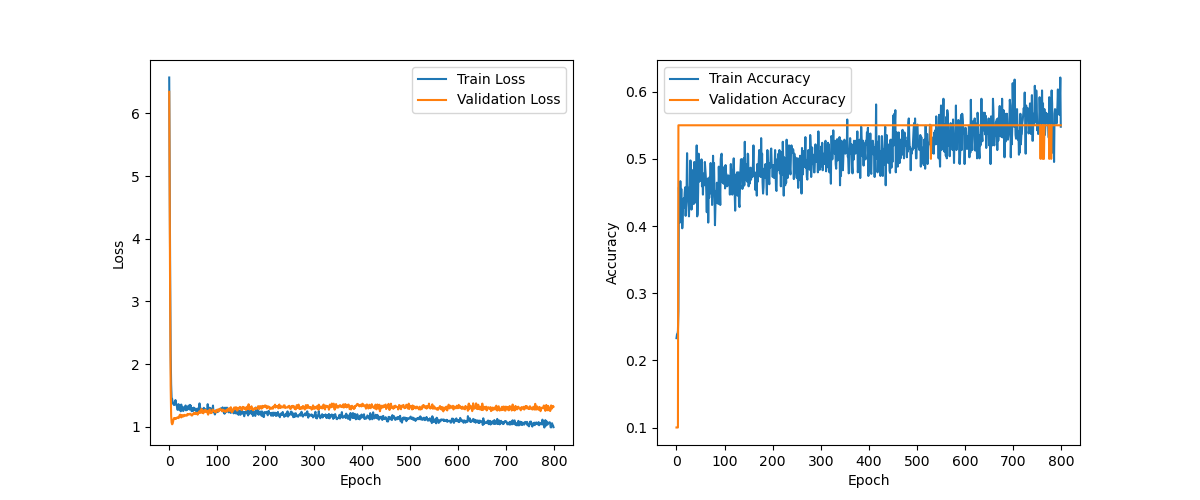 Train Loss
Validation Loss
6
5
4
3
2
1
Loss
0 100 200 300 400 500 600 700 800
Epoch
Train Accuracy
Validation Accuracy
0.6
0.5
0.4
0.3
0.2
0.1
Accuracy
0 100 200 300 400 500 600 700 800
Epoch